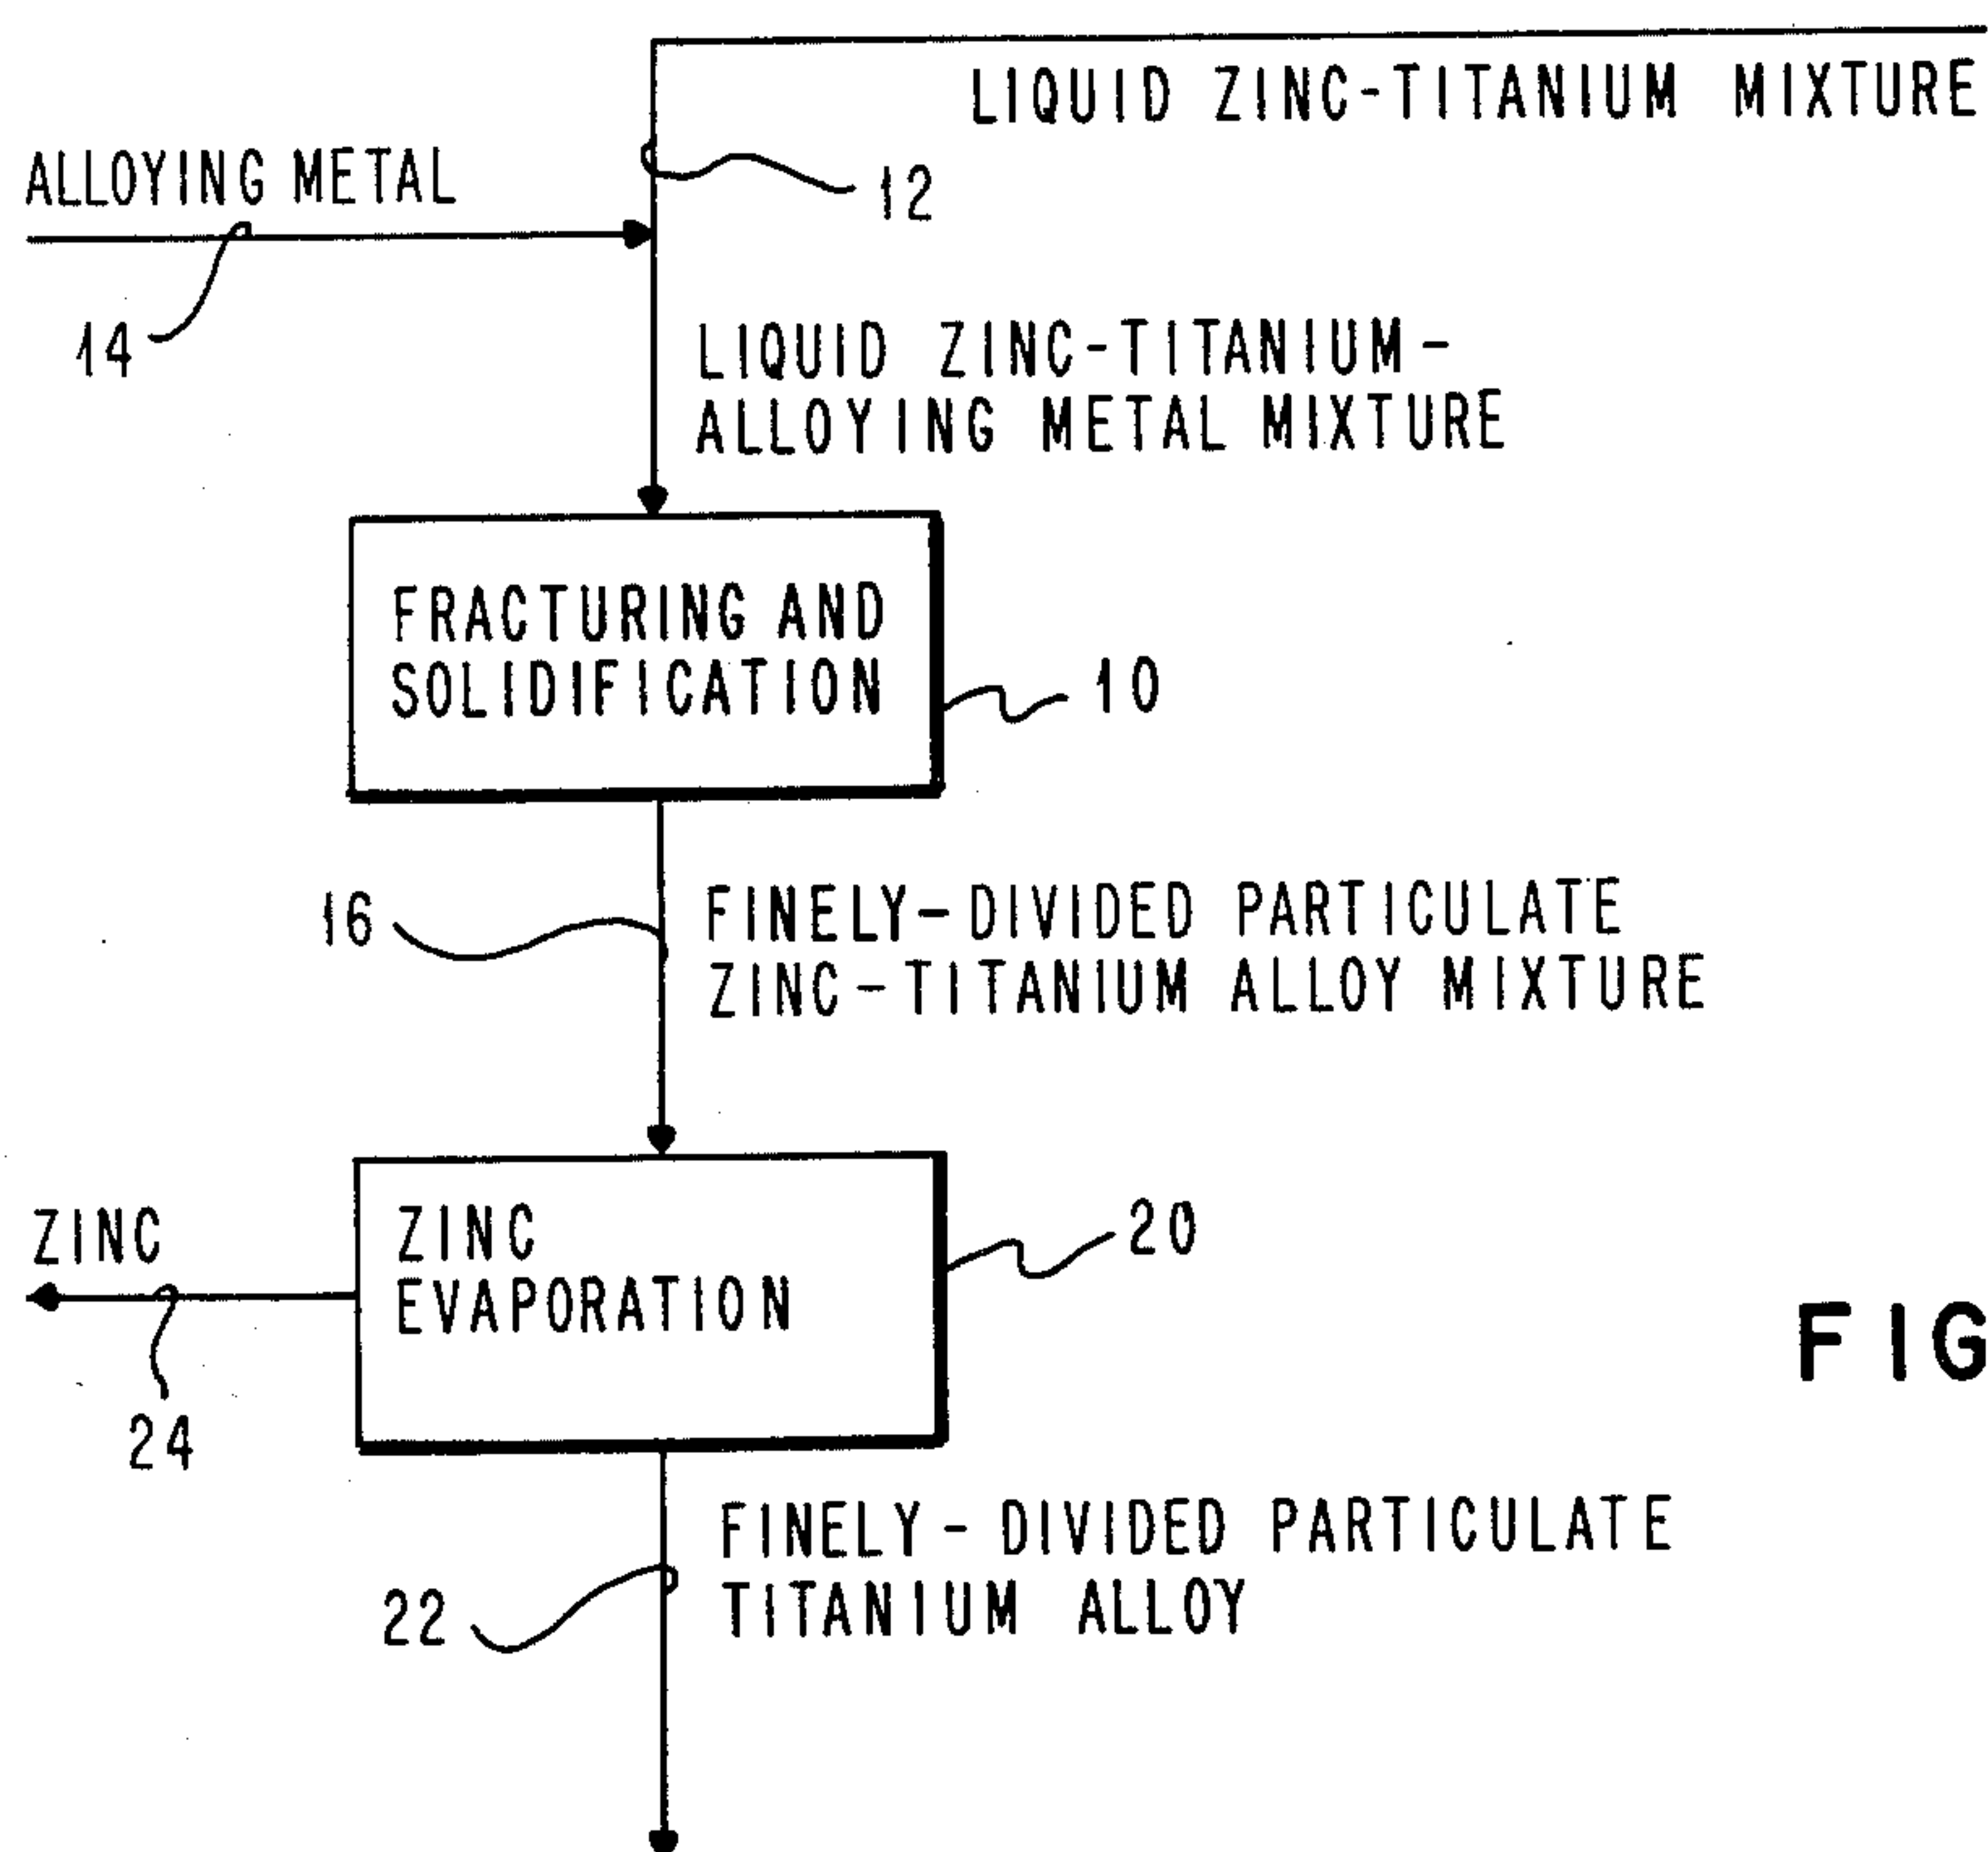 LIQUID ZINC-TITANIUM MIXTURE
ALLOYING METAL
12
14
LIQUID ZINC-TITANIUM-
ALLOYING METAL MIXTURE
FRACTURING AND
SOLIDIFICATION
10
16
FINELY-DIVIDED PARTICULATE
ZINC-TITANIUM ALLOY MIXTURE
ZINC
ZINC
EVAPORATION
20
24
FIG
FINELY-DIVIDED PARTICULATE
TITANIUM ALLOY
22